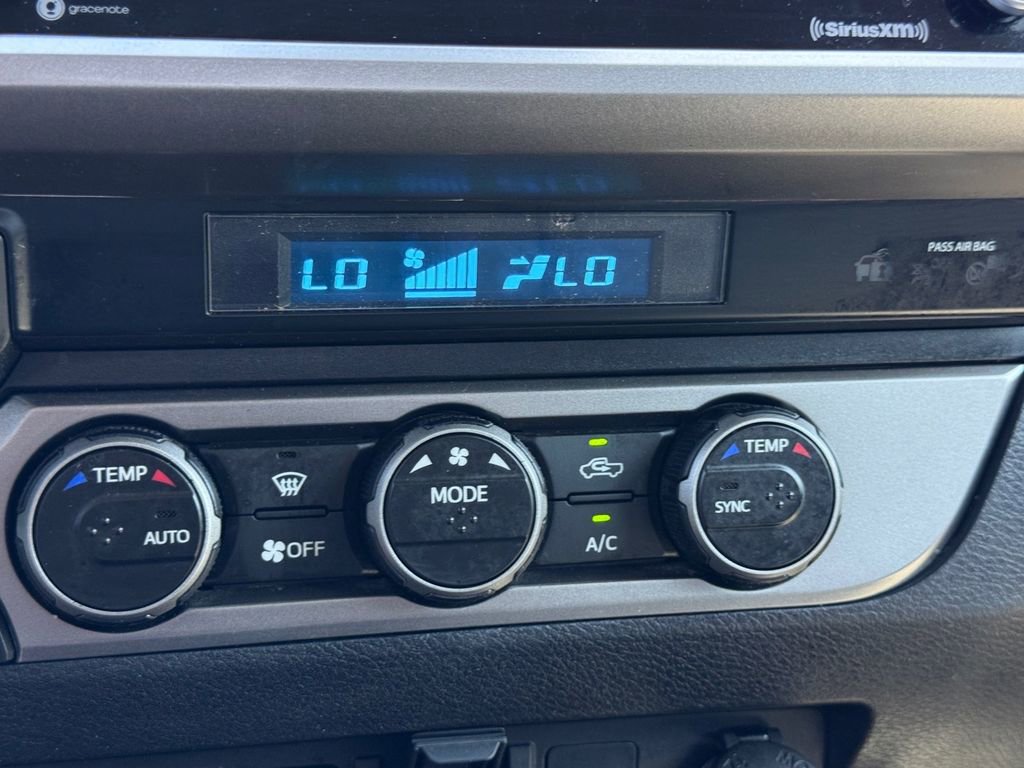 gracenote
SiriusXM
LO LO
PASS AIR BAG
TEMP
AUTO
OFF
MODE
A/C
TEMP
SYNC